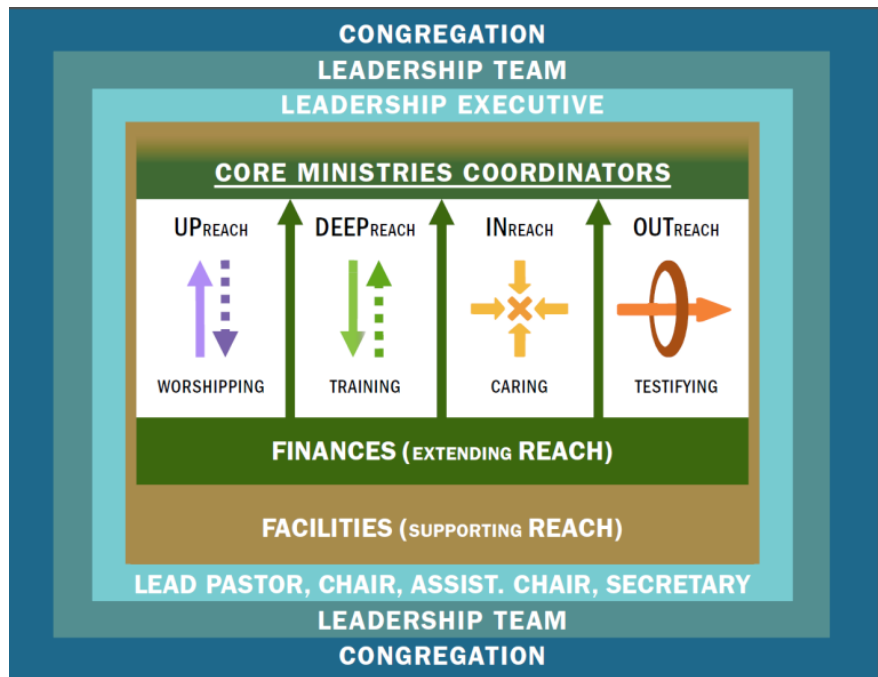 CONGREGATION
LEADERSHIP TEAM
LEADERSHIP EXECUTIVE
CORE MINISTRIES COORDINATORS
UPREACH
DEEPREACH
INREACH
OUTREACH
WORSHIPPING
TRAINING
CARING
TESTIFYING
FINANCES (EXTENDING REACH)
FACILITIES (SUPPORTING REACH)
LEAD PASTOR, CHAIR, ASSIST. CHAIR, SECRETARY
LEADERSHIP TEAM
CONGREGATION